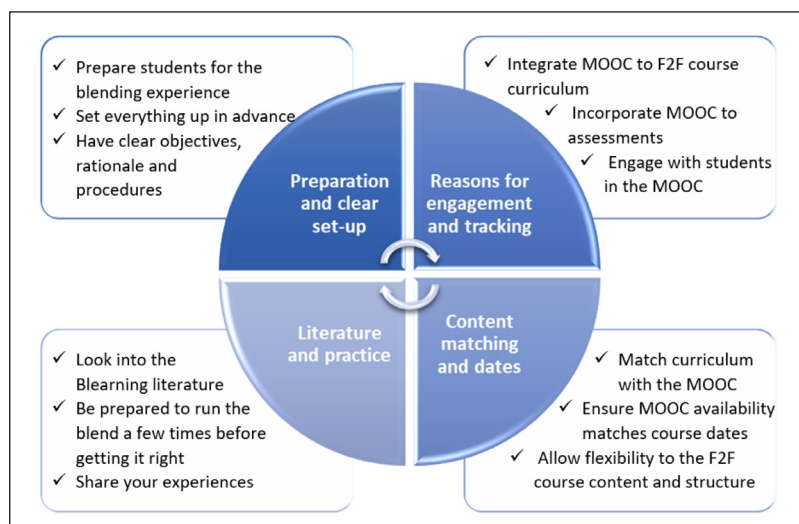 ✓ Prepare students for the
blending experience
✓ Set everything up in advance
✓ Have clear objectives,
rationale and
procedures
✓ Integrate MOOC to F2F course
curriculum
✓ Incorporate MOOC to
assessments
✓ Engage with students
in the MOOC
Preparation
and clear
set-up
Reasons for
engagement
and tracking
Literature
and practice
Content
matching
and dates
✓ Look into the
Blearning literature
✓ Be prepared to run the
blend a few times before
getting it right
✓ Share your experiences
✓ Match curriculum
with the MOOC
✓ Ensure MOOC availability
matches course dates
✓ Allow flexibility to the F2F
course content and structure